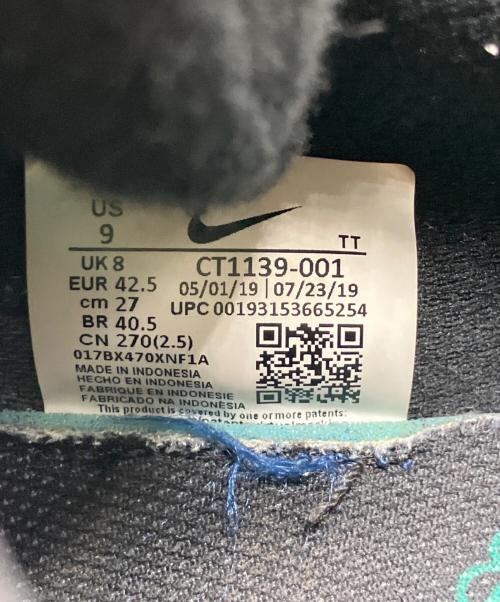 US
9
TT
UK 8
EUR 42.5
cm 27
BR 40.5
CN 270(2.5)
017BX470XNF1A
CT1139-001
05/01/19 | 07/23/19
UPC 00193153665254
MADE IN INDONESIA
HECHO EN INDONESIA
FABRIQUE EN INDONESIE
FABRICADO NA INDONÉSIA
This product is covered by one or more patents: